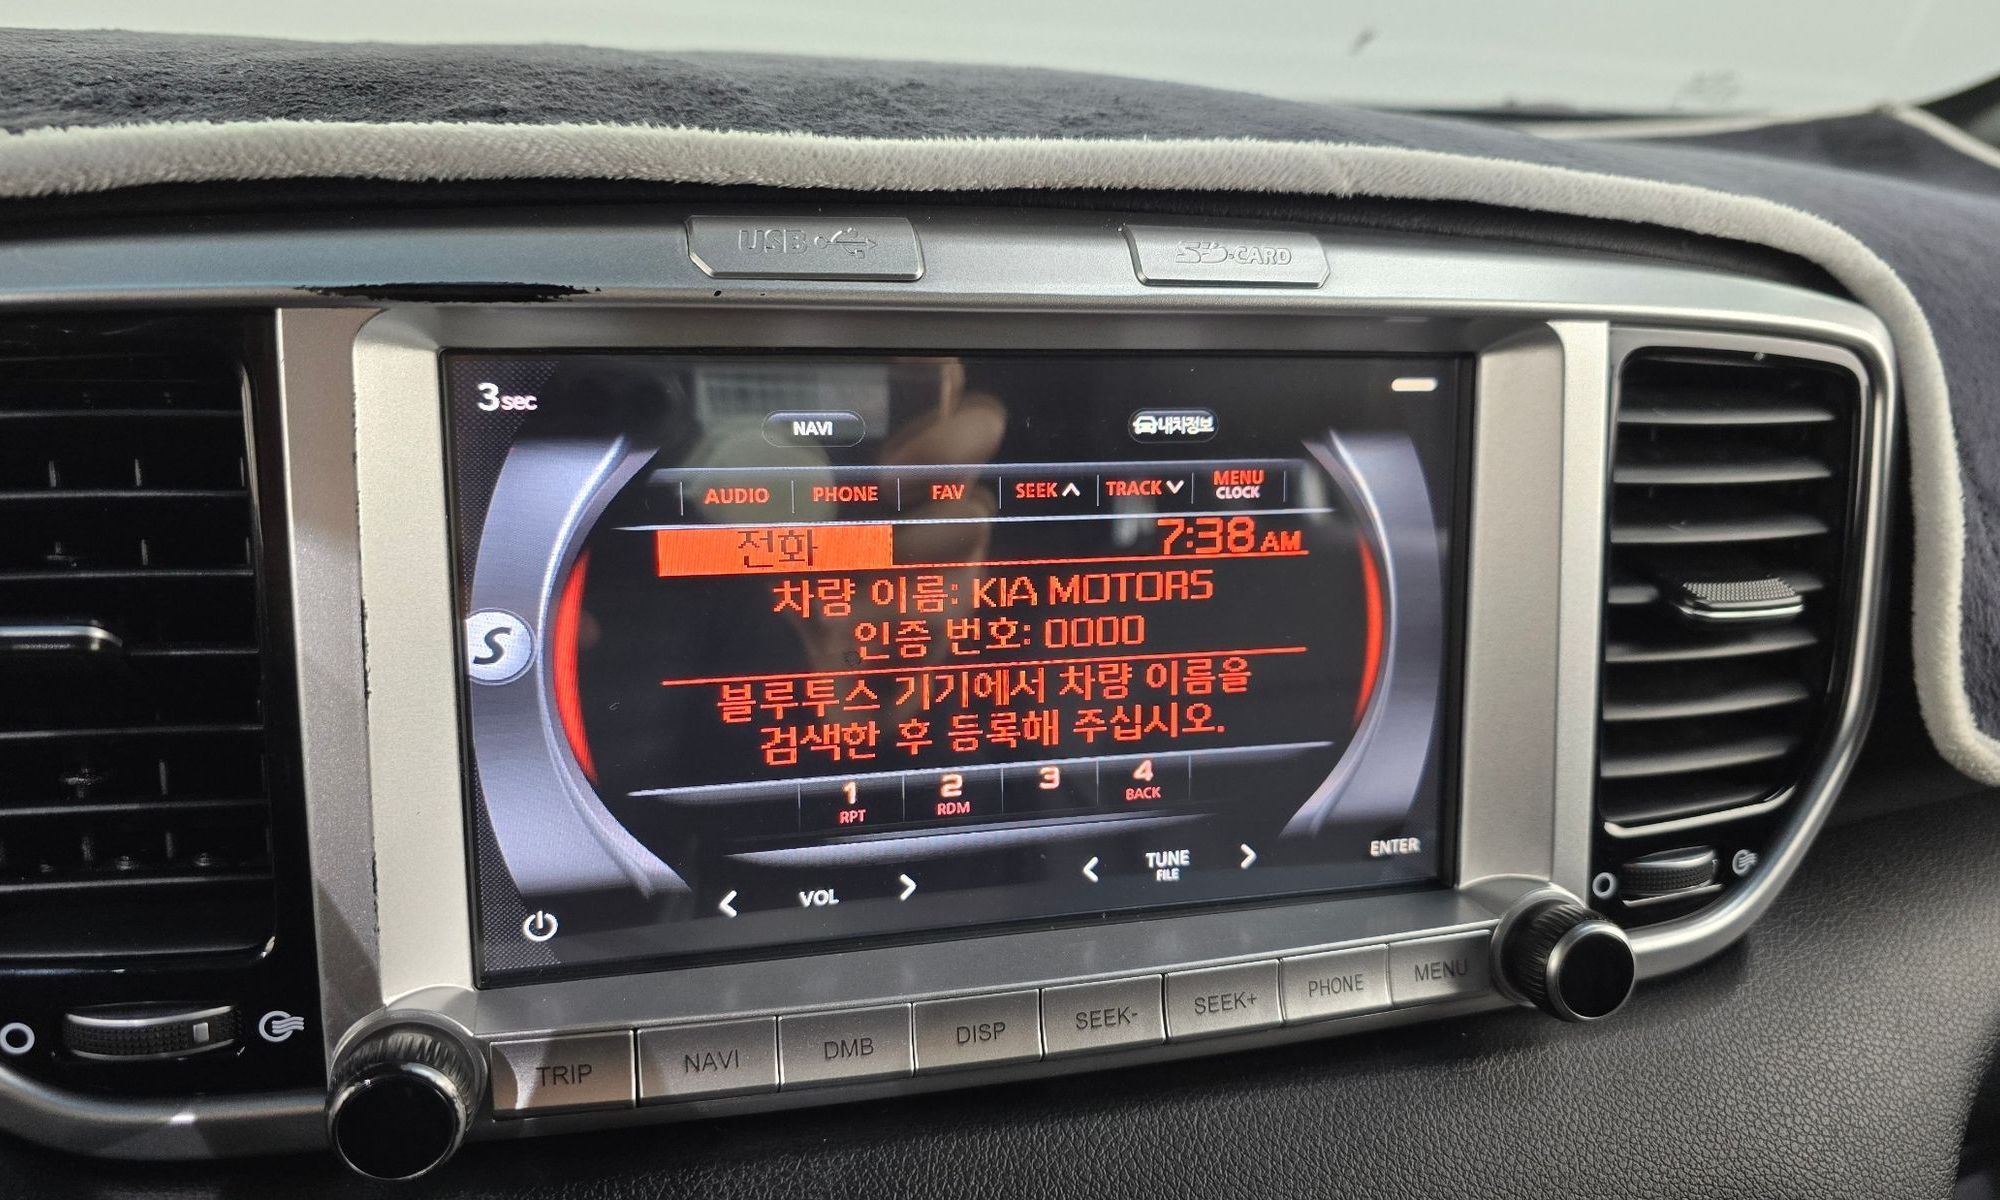 USB
SD-CARD
3sec
NAVI
내차정보
AUDIO
PHONE
FAV
SEEK
TRACK
MENU
CLOCK
전화
7:38 AM
차량 이름: KIA MOTORS
인증 번호: 0000
S
블루투스 기기에서 차량 이름을
검색한 후 등록해 주십시오.
1
RPT
2
RDM
3
4
BACK
VOL
TUNE
FILE
ENTER
TRIP
NAVI
DMB
DISP
SEEK-
SEEK+
PHONE
MENU